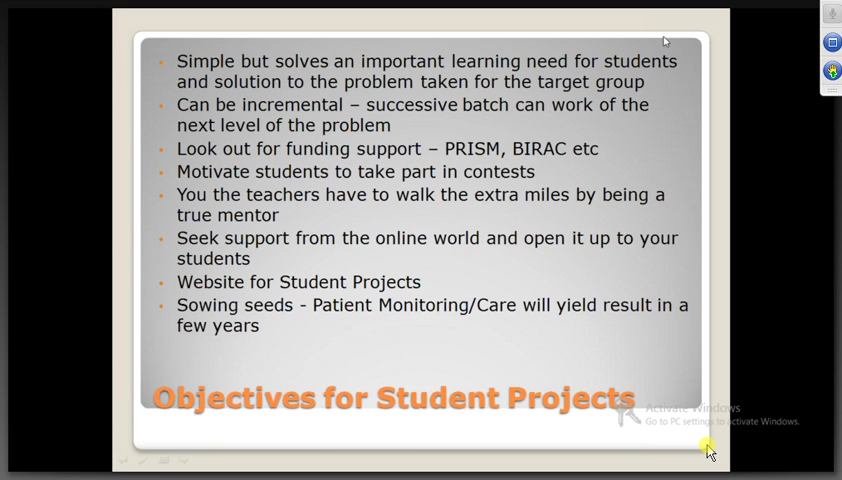 Simple but solves an important learning need for students
and solution to the problem taken for the target group
Can be incremental – successive batch can work of the
next level of the problem
Look out for funding support – PRISM, BIRAC etc
Motivate students to take part in contests
You the teachers have to walk the extra miles by being a
true mentor
Seek support from the online world and open it up to your
students
Website for Student Projects
Sowing seeds - Patient Monitoring/Care will yield result in a
few years
Objectives for Student Projects
Activate Windows
Go to PC settings to activate Windows.